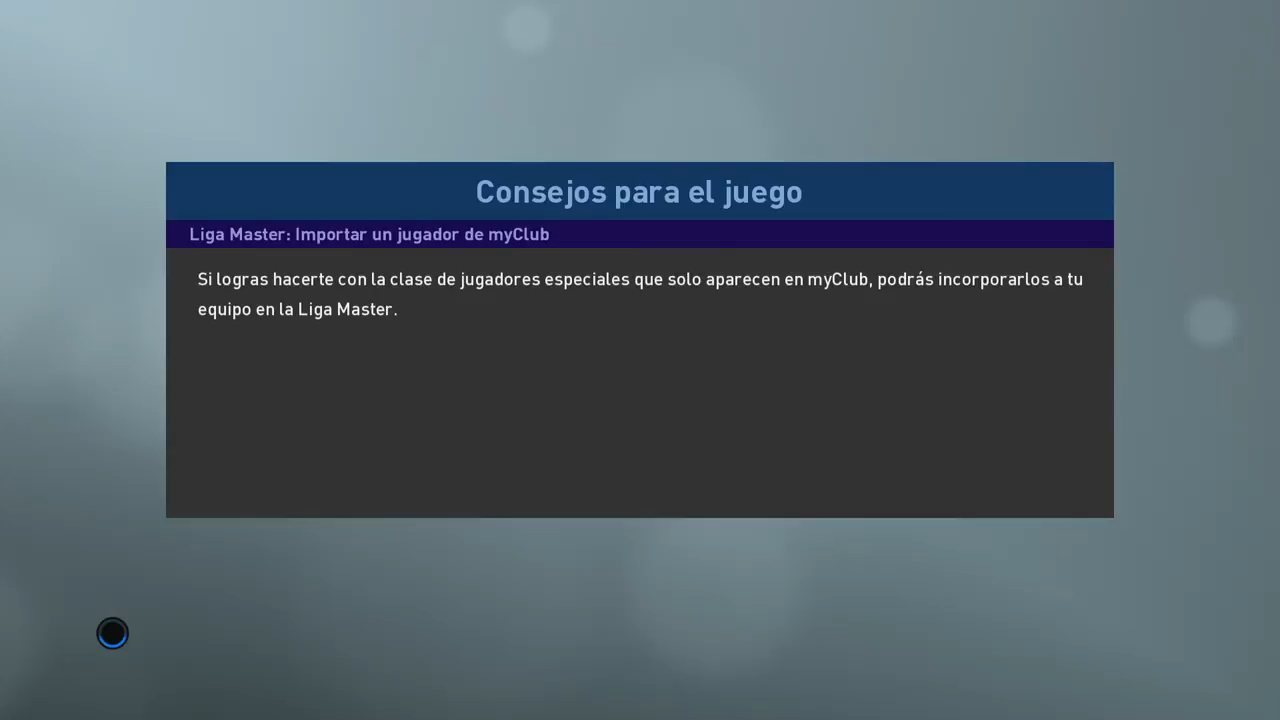 Consejos para el juego
Liga Master: Importar un jugador de myClub
Si logras hacerte con la clase de jugadores especiales que solo aparecen en myClub, podrás incorporarlos a tu
equipo en la Liga Master.